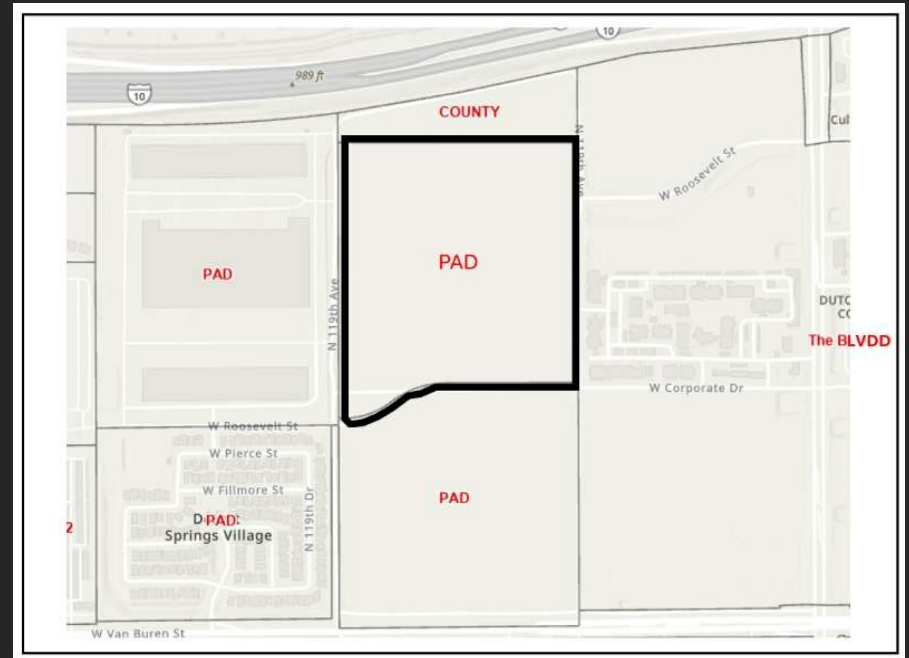 10
989 ft
10
COUNTY
Cul
N 119th Ave
W Roosevelt St
PAD
PAD
N 119th Ave
DUTC
CC
The BLVDD
W Corporate Dr
W Roosevelt St
W Pierce St
W Fillmore St
N 119th Dr
PAD
PAD
Springs Village
2
W Van Buren St